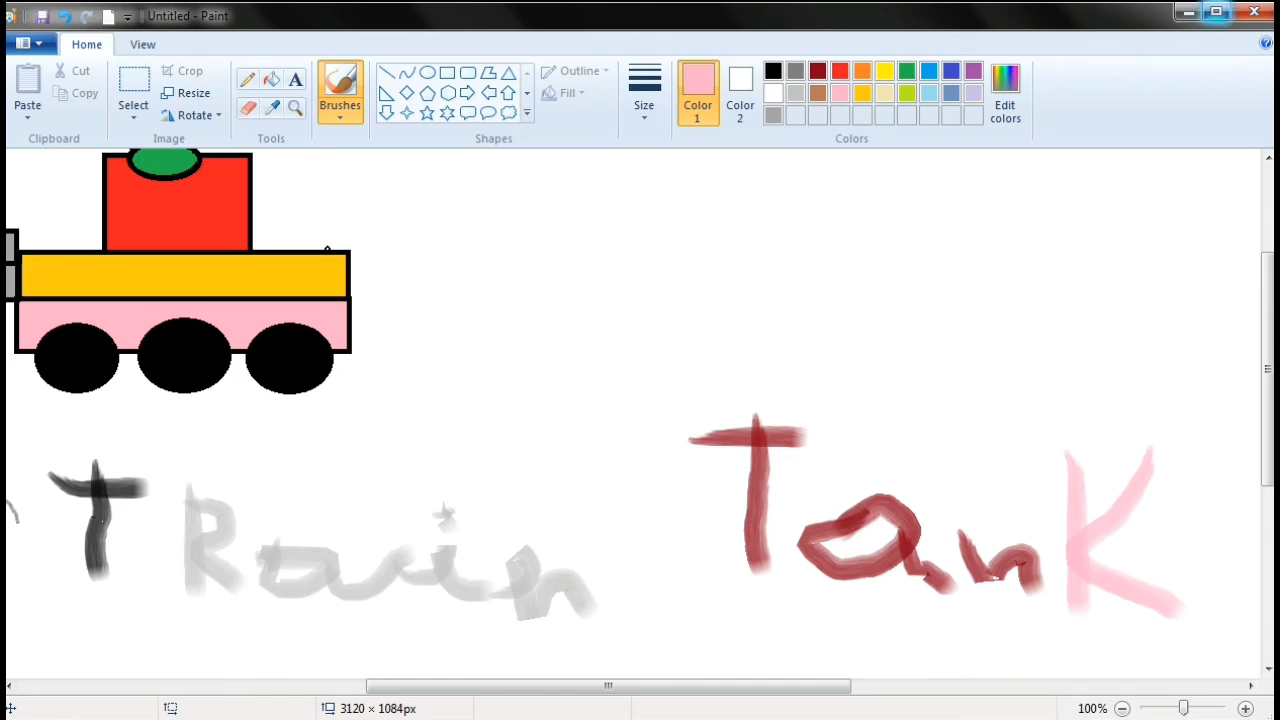 Untitled - Paint
Home View
Paste
Cut
Copy
Clipboard
Select
Crop
Resize
Rotate
Image
A
Tools
Brushes
Outline
Fill
Shapes
Size
Color 1
Color 2
Edit colors
Colors
TRain TanK
3120 × 1084px
100%